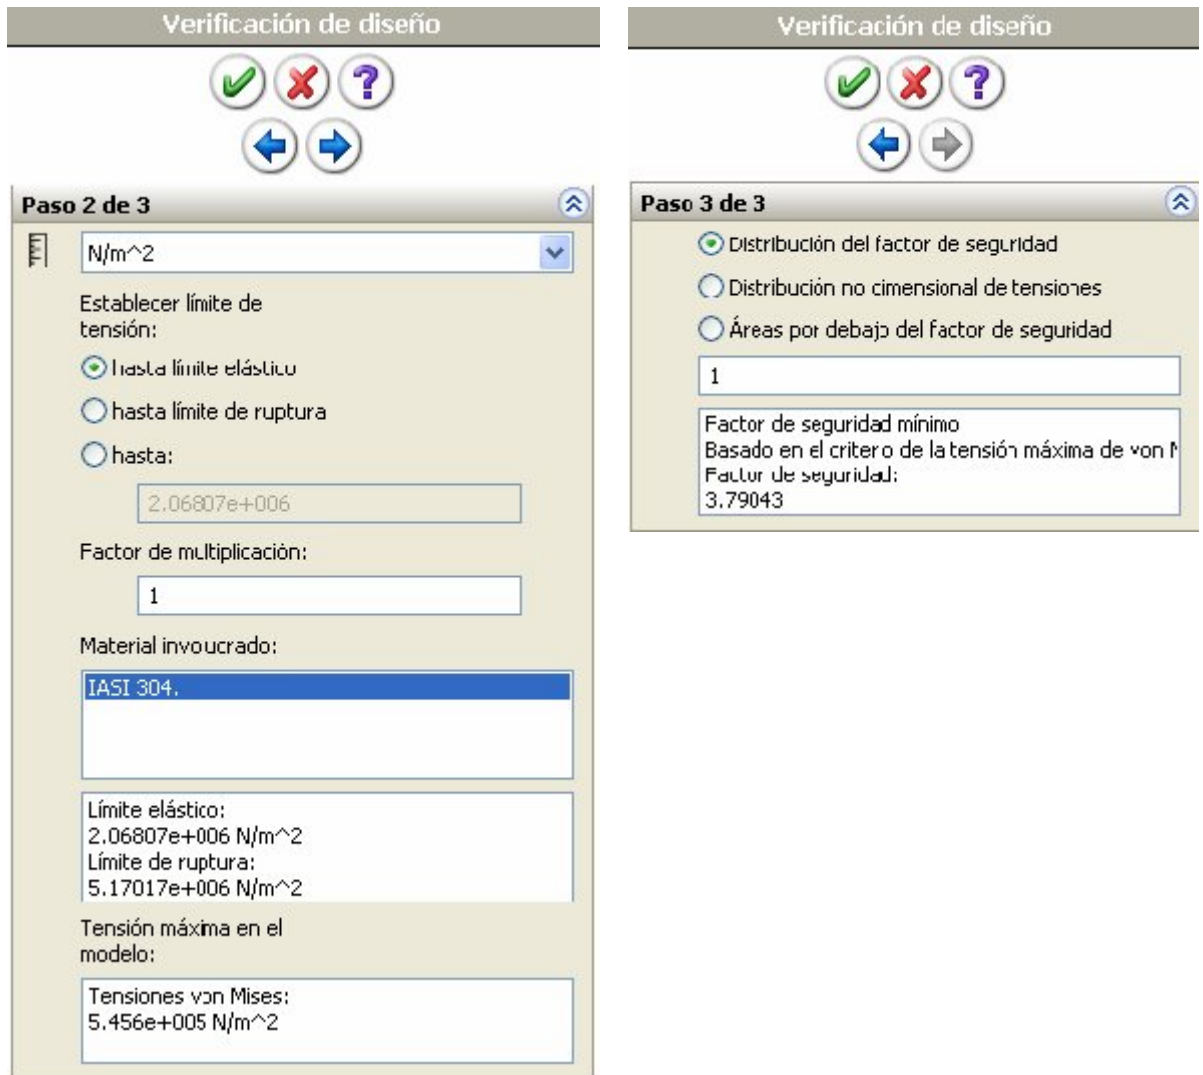 Verificación de diseño
Paso 2 de 3
N/m^2
Establecer límite de
tensión:
hasta límite elástico
hasta límite de ruptura
hasta:
2.06807e+006
Factor de multiplicación:
1
Material invoucrado:
IASI 304.
Límite elástico:
2.06807e+006 N/m^2
Límite de ruptura:
5.17017e+006 N/m^2
Tensión máxima en el
modelo:
Tensiones von Mises:
5.456e+005 N/m^2
Verificación de diseño
Paso 3 de 3
Distribución del factor de seguridad
Distribución no cimensional de tensiones
Áreas por debajo del factor de seguridad
1
Factor de seguridad mínimo
Basado en el critero de la tensión máxima de von
Factor de seguridad:
3.79043